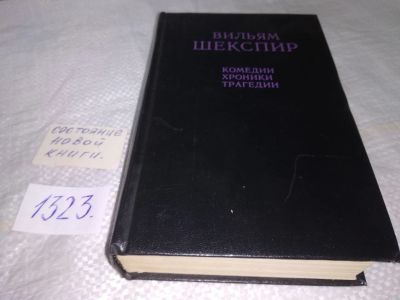 ВИЛЬЯМ
ШЕКСПИР
КОМЕДИИ
ХРОНИКИ
ТРАГЕДИИ
СОСТОЯНИЕ
НОВОЙ
КНИГИ.
1323.